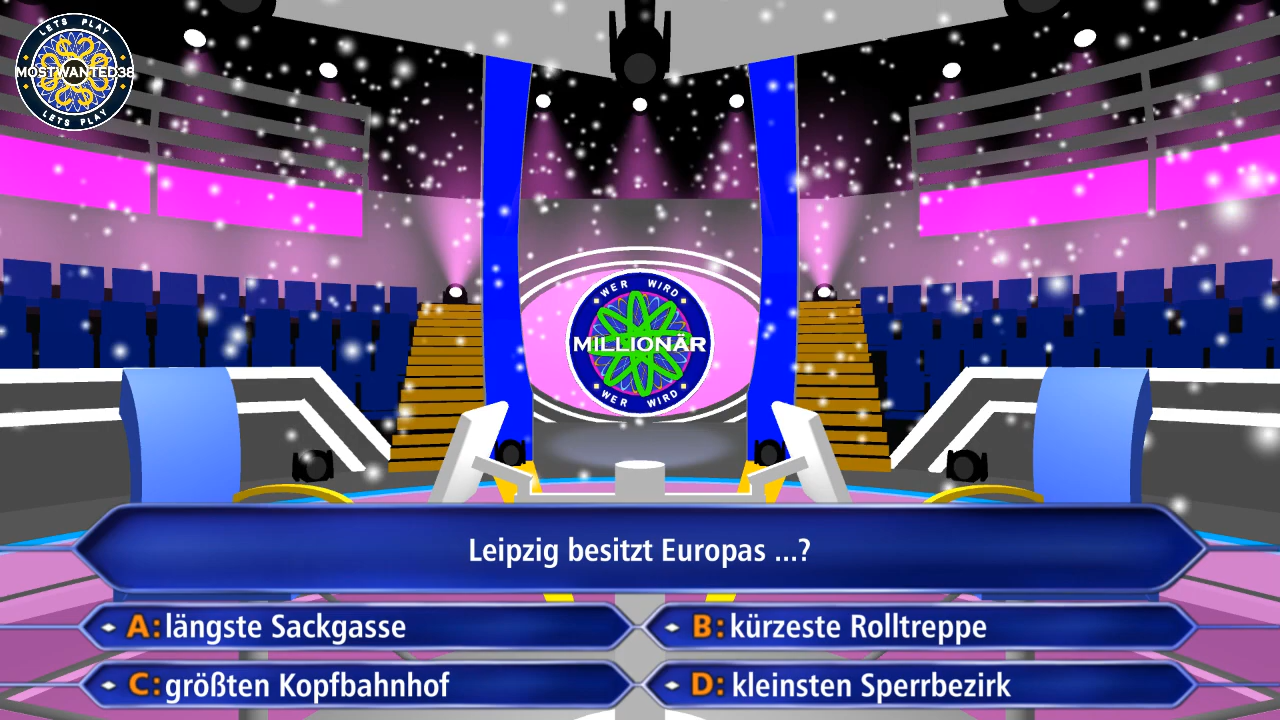 LETS PLAY
MOSTWANTED38
LETS PLAY
WER WIRD
MILLIONÄR
WER WIRD
Leipzig besitzt Europas ...?
A: längste Sackgasse
B: kürzeste Rolltreppe
C: größten Kopfbahnhof
D: kleinsten Sperrbezirk